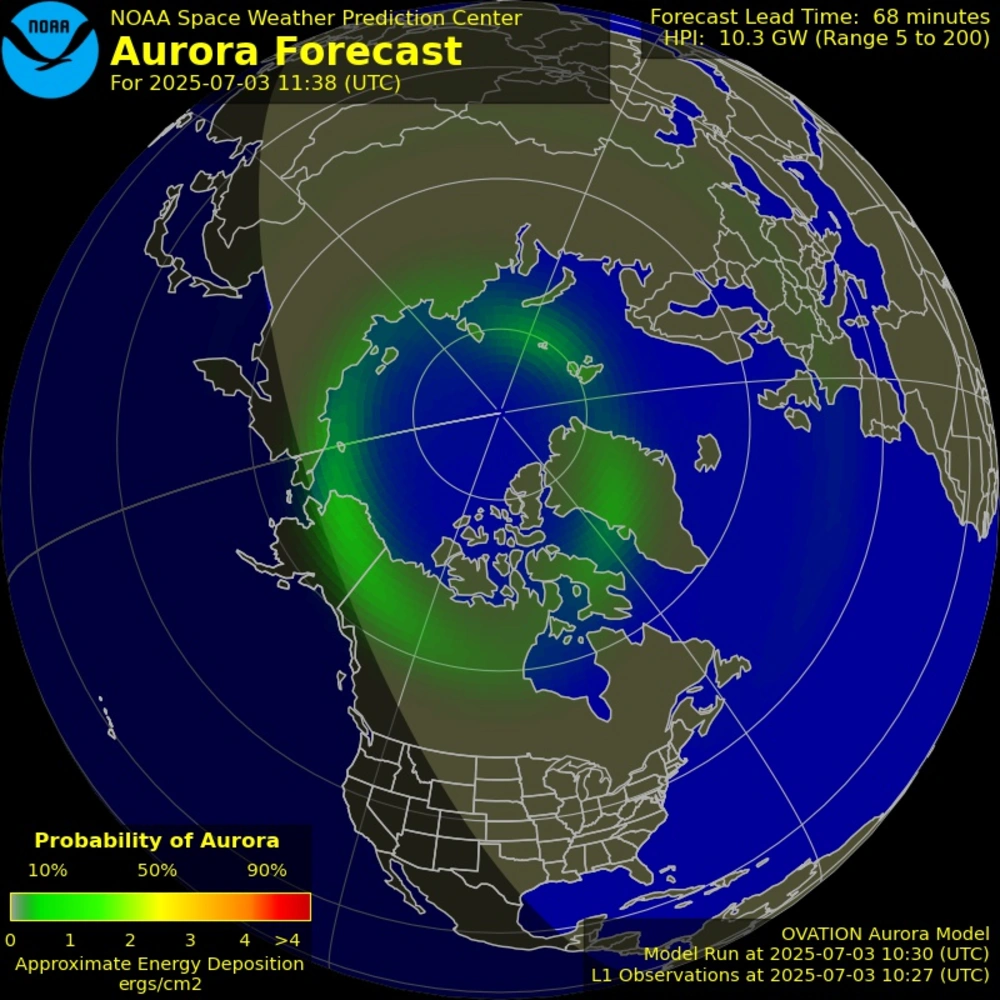 NOAA
NOAA Space Weather Prediction Center
Aurora Forecast
For 2025-07-03 11:38 (UTC)
Forecast Lead Time: 68 minutes
HPI: 10.3 GW (Range 5 to 200)
Probability of Aurora
10% 50% 90%
0 1 2 3 4 >4
Approximate Energy Deposition
ergs/cm2
OVATION Aurora Model
Model Run at 2025-07-03 10:30 (UTC)
L1 Observations at 2025-07-03 10:27 (UTC)